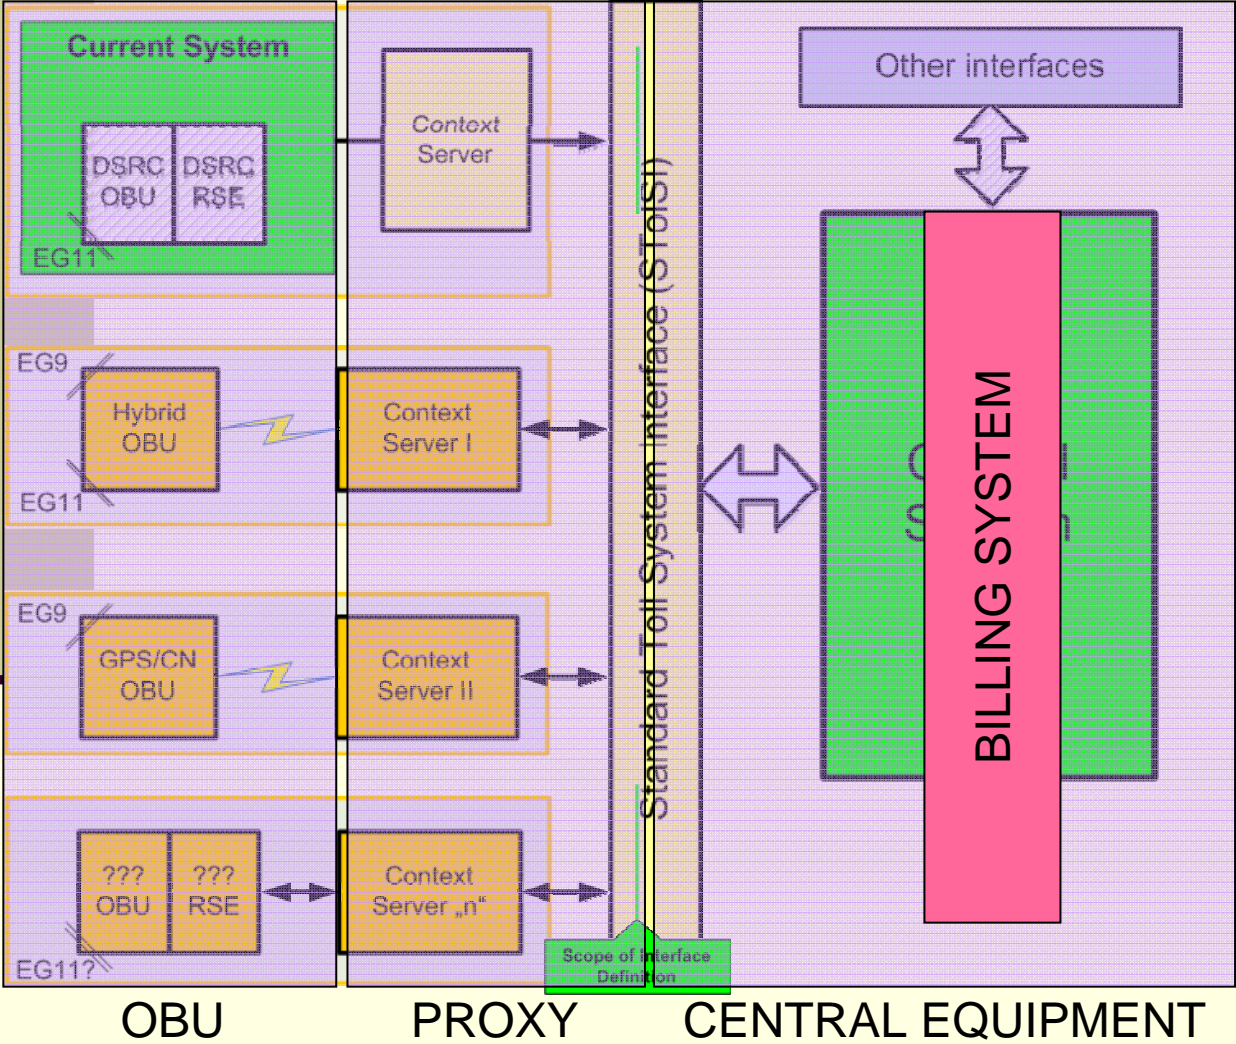 Current System
DSRC
OBU
DSRC
RSE
EG11
Context
Server
Other interfaces
EG9
Hybrid
OBU
EG11
Context
Server I
EG9
GPS/CN
OBU
Context
Server II
???
OBU
???
RSE
EG11?
Context
Server „n“
Standard Toll System Interface (STolSI)
Scope of Interface
Definition
BILLING SYSTEM
OBU
PROXY
CENTRAL EQUIPMENT